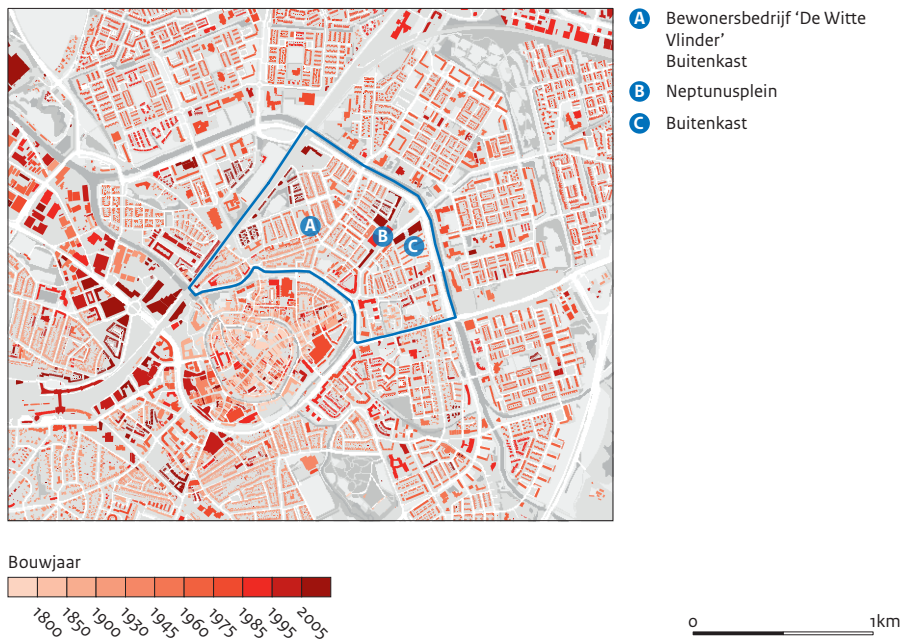 A Bewonersbedrijf ‘De Witte
Vlinder’
Buitenkast
B Neptunusplein
C Buitenkast
A
B
C
Bouwjaar
1800 1850 1900 1930 1945 1960 1975 1985 1995 2005
0 1km